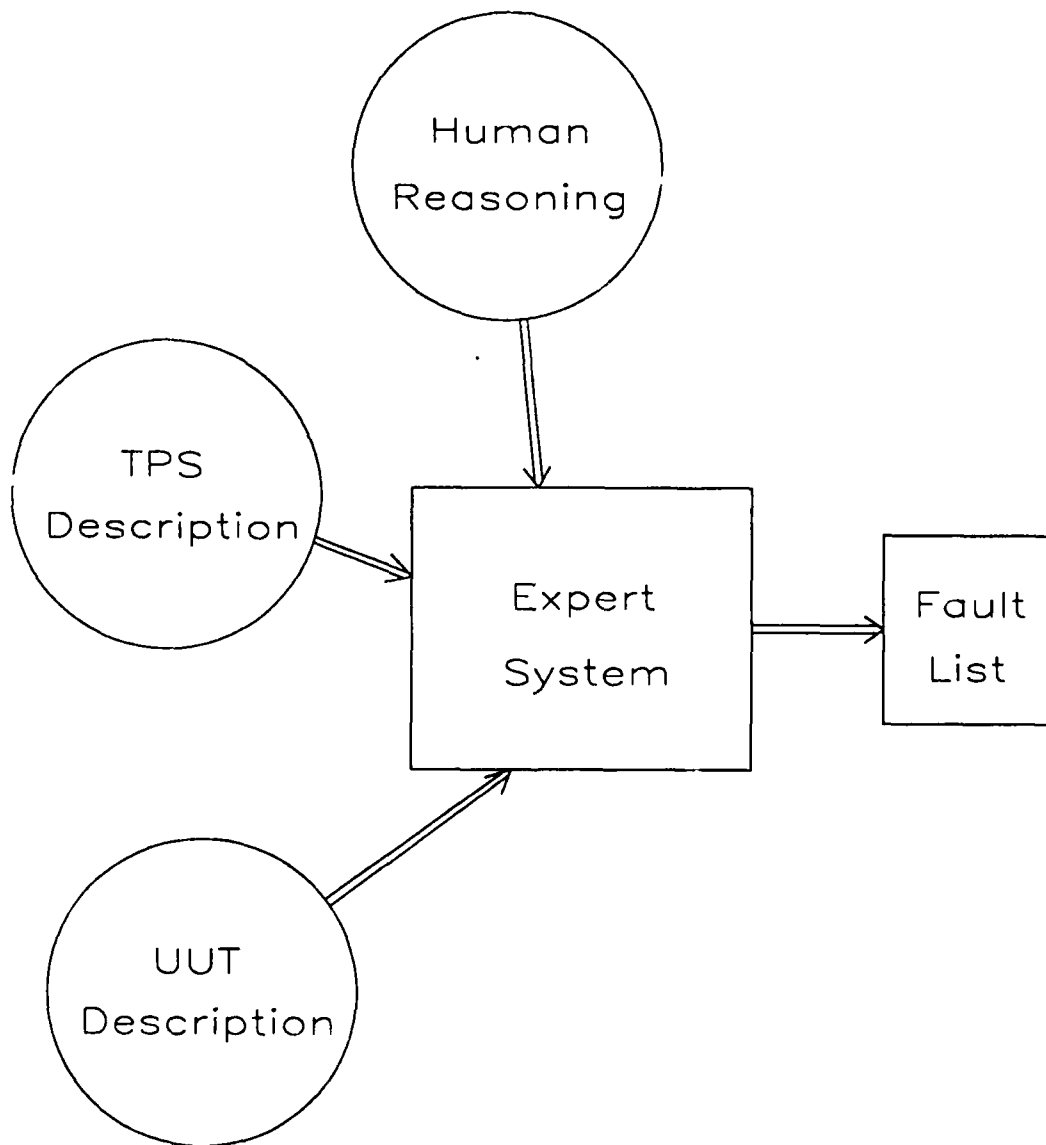 Human
Reasoning
TPS
Description
Expert
System
Fault
List
UUT
Description